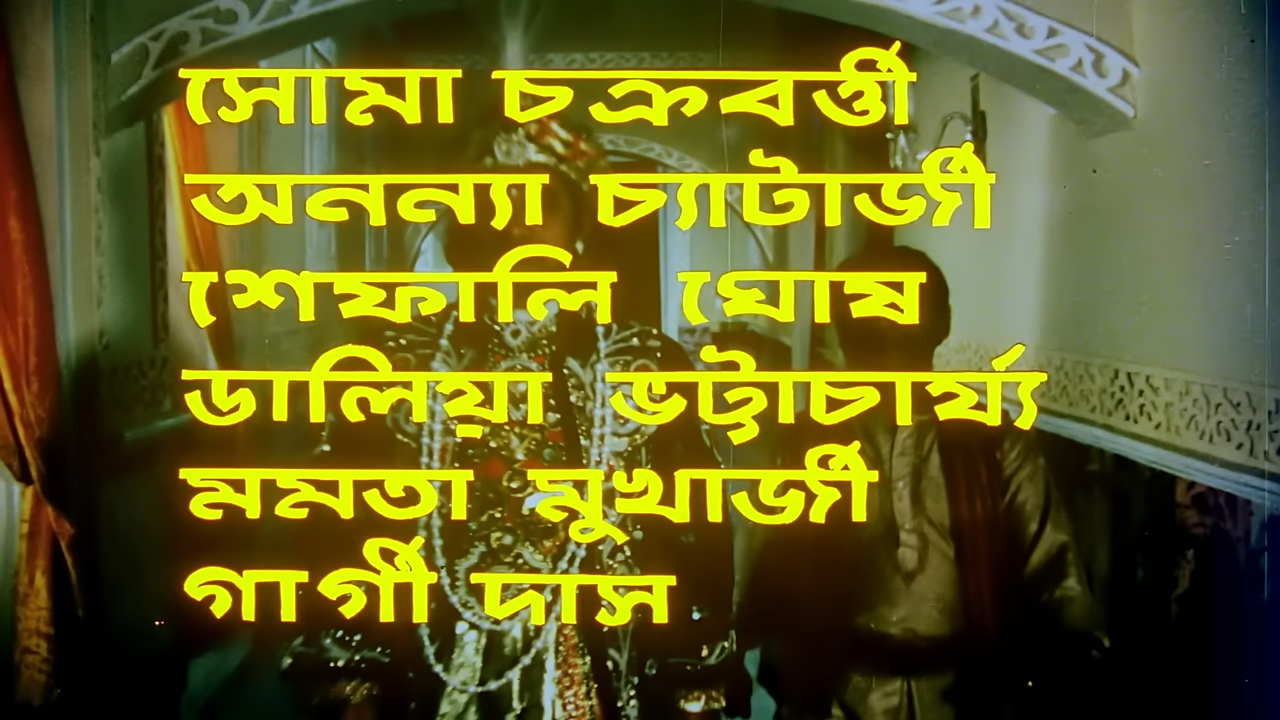 সোমা চক্রবর্ত্তী
অনন্যা চ্যাটার্জী
শেফালি ঘোষ
ডালিয়া ভট্টাচার্য্য
মমতা মুখার্জী
গার্গী দাস